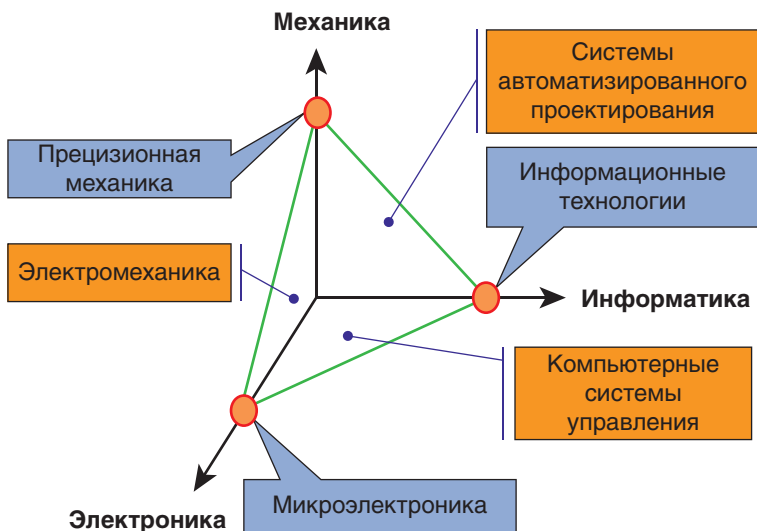 Механика
Системы
автоматизированного
проектирования
Прецизионная
механика
Информационные
технологии
Электромеханика
Информатика
Компьютерные
системы
управления
Микроэлектроника
Электроника